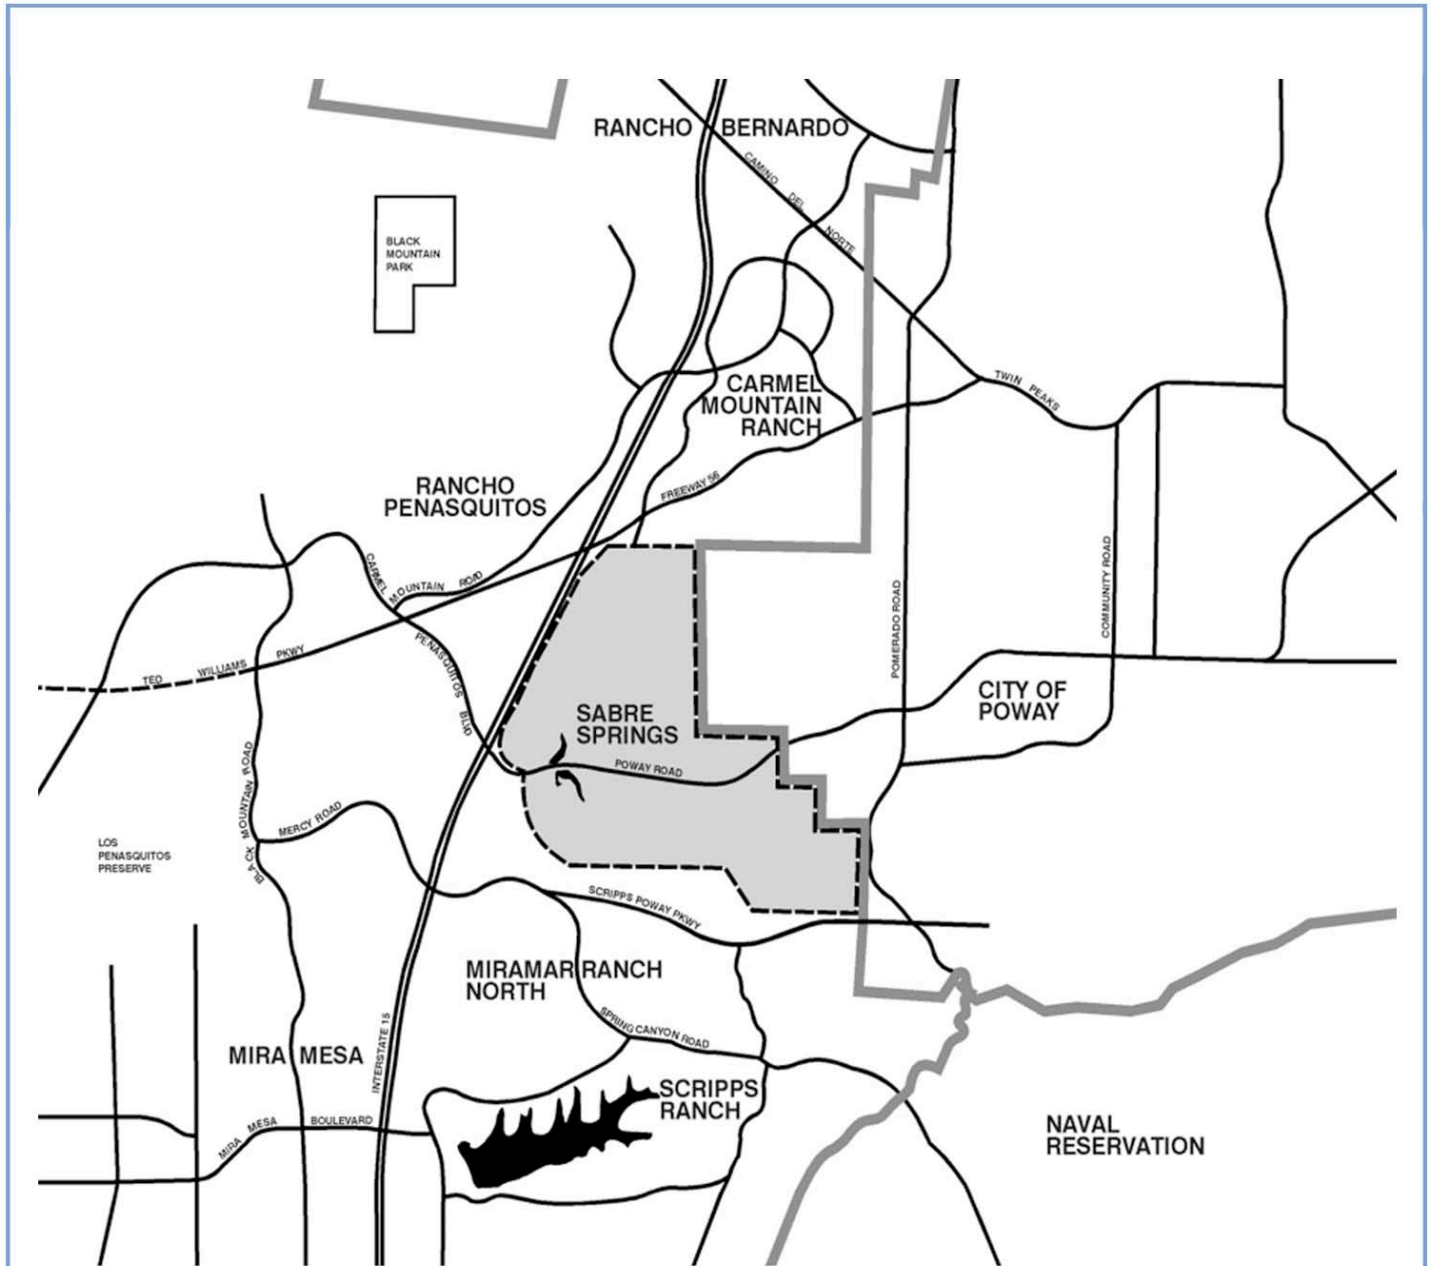 RANCHO BERNARDO
CAMINO DEL NORTE
BLACK
MOUNTAIN
PARK
TWIN PEAKS
CARMEL
MOUNTAIN
RANCH
RANCHO
PENASQUITOS
FREEWAY 56
CARMEL MOUNTAIN ROAD
PENASQUITOS BLVD
TED WILLIAMS PKWY
POMERADO ROAD
COMMUNITY ROAD
CITY OF
POWAY
SABRE
SPRINGS
POWAY ROAD
BLACK MOUNTAIN ROAD
MERCY ROAD
LOS
PENASQUITOS
PRESERVE
SCRIPPS POWAY PKWY
MIRAMAR RANCH
NORTH
SPRING CANYON ROAD
INTERSTATE 15
MIRA MESA
MIRA MESA BOULEVARD
SCRIPPS
RANCH
NAVAL
RESERVATION